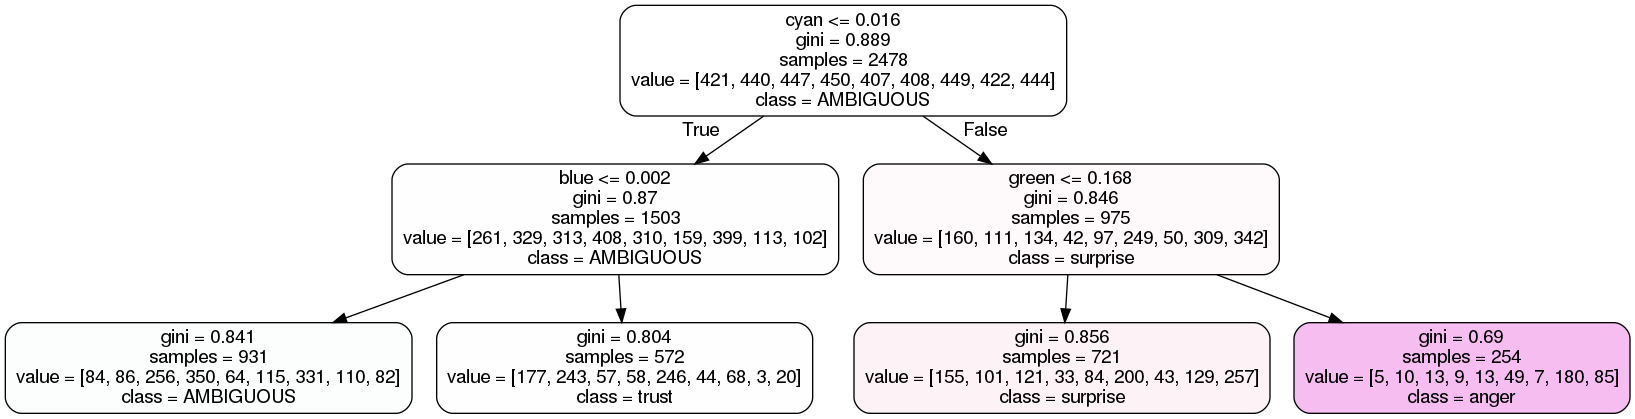 cyan <= 0.016
gini = 0.889
samples = 2478
value = [421, 440, 447, 450, 407, 408, 449, 422, 444]
class = AMBIGUOUS
True
False
blue <= 0.002
gini = 0.87
samples = 1503
value = [261, 329, 313, 408, 310, 159, 399, 113, 102]
class = AMBIGUOUS
green <= 0.168
gini = 0.846
samples = 975
value = [160, 111, 134, 42, 97, 249, 50, 309, 342]
class = surprise
gini = 0.841
samples = 931
value = [84, 86, 256, 350, 64, 115, 331, 110, 82]
class = AMBIGUOUS
gini = 0.804
samples = 572
value = [177, 243, 57, 58, 246, 44, 68, 3, 20]
class = trust
gini = 0.856
samples = 721
value = [155, 101, 121, 33, 84, 200, 43, 129, 257]
class = surprise
gini = 0.69
samples = 254
value = [5, 10, 13, 9, 13, 49, 7, 180, 85]
class = anger